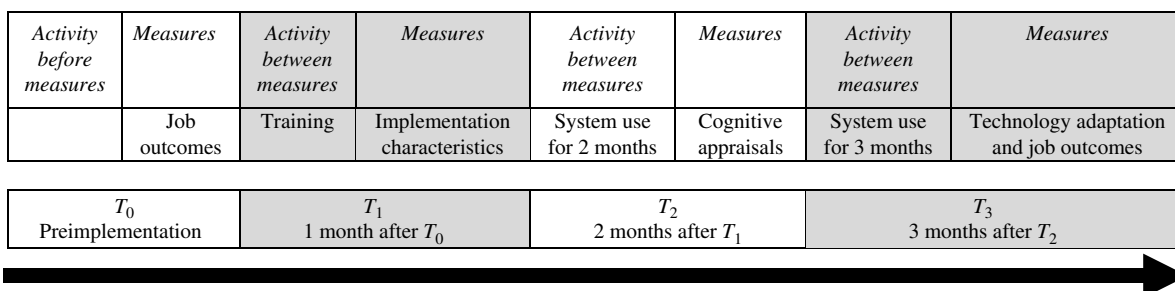 Activity before measures
Measures
Activity between measures
Measures
Activity between measures
Measures
Activity between measures
Measures
Job outcomes
Training
Implementation characteristics
System use for 2 months
Cognitive appraisals
System use for 3 months
Technology adaptation and job outcomes
T0
Preimplementation
T1
1 month after T0
T2
2 months after T1
T3
3 months after T2